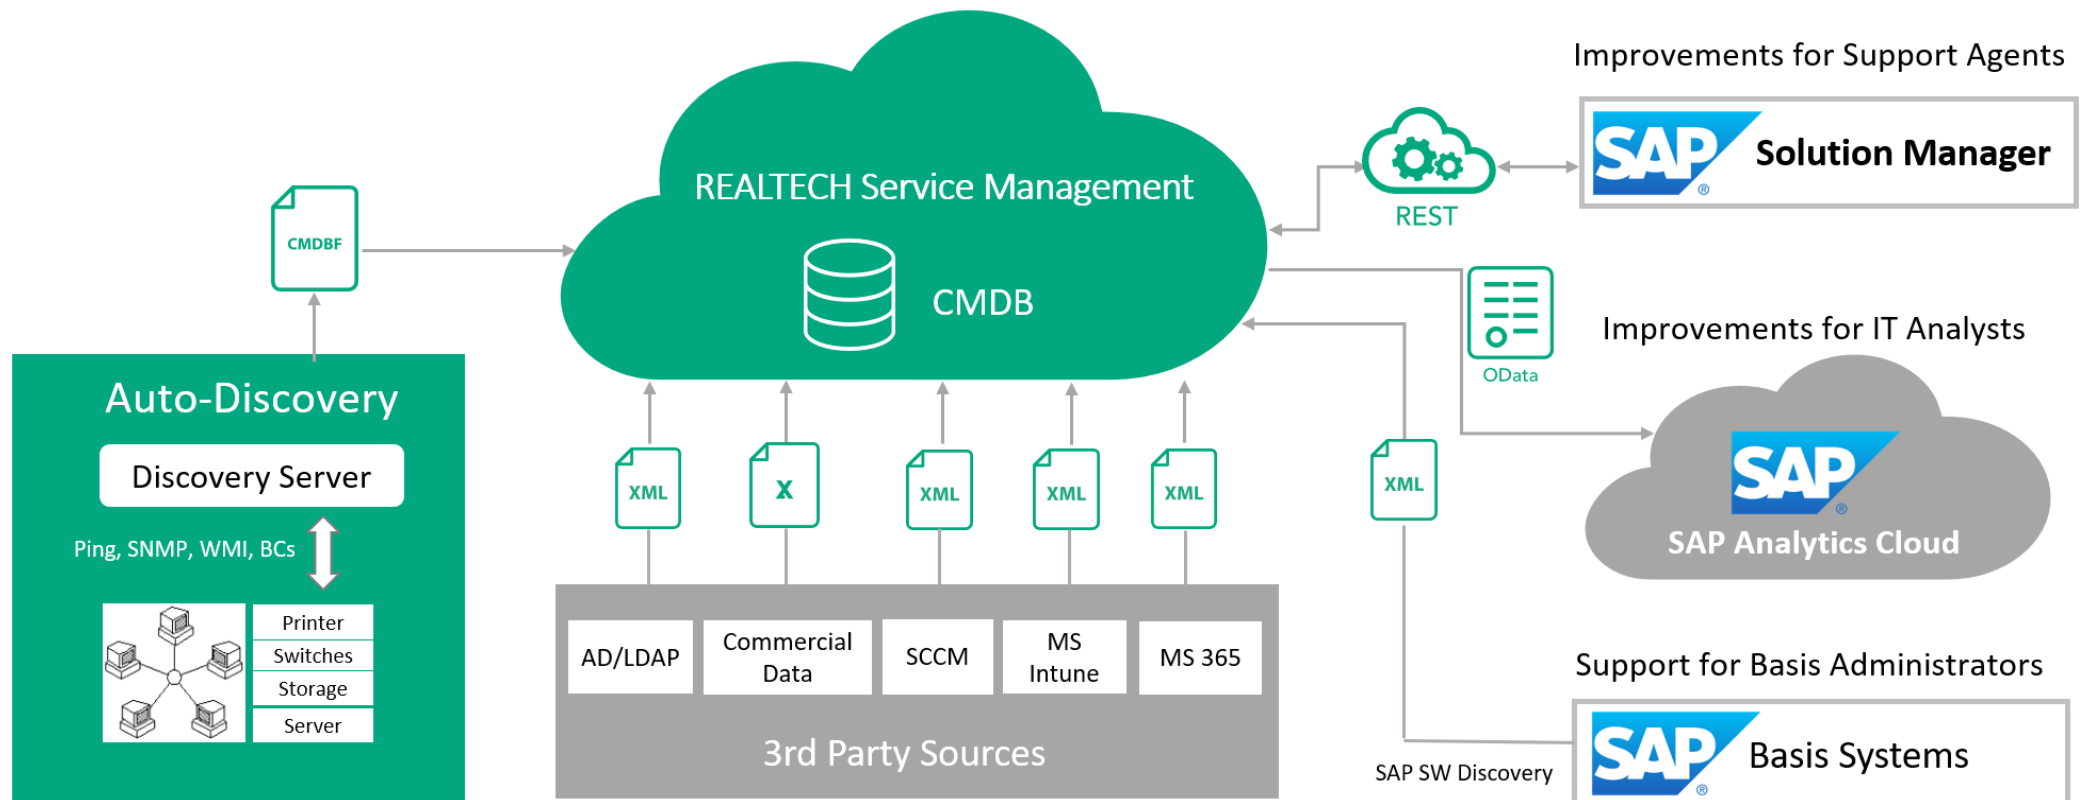 Improvements for Support Agents
SAP
®
Solution Manager
REALTECH Service Management
CMDB
REST
CMDBF
OData
Improvements for IT Analysts
SAP
®
SAP Analytics Cloud
Auto-Discovery
Discovery Server
Ping, SNMP, WMI, BCs
Printer
Switches
Storage
Server
XML
X
XML
XML
XML
XML
AD/LDAP
Commercial
Data
SCCM
MS
Intune
MS 365
3rd Party Sources
Support for Basis Administrators
SAP
®
Basis Systems
SAP SW Discovery